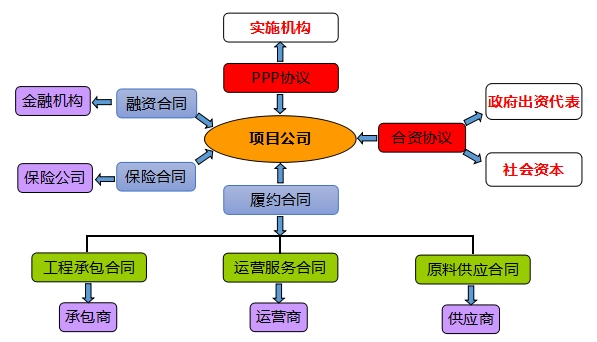 实施机构
PPP协议
金融机构
融资合同
政府出资代表
项目公司
合资协议
保险公司
保险合同
社会资本
履约合同
工程承包合同
运营服务合同
原料供应合同
承包商
运营商
供应商